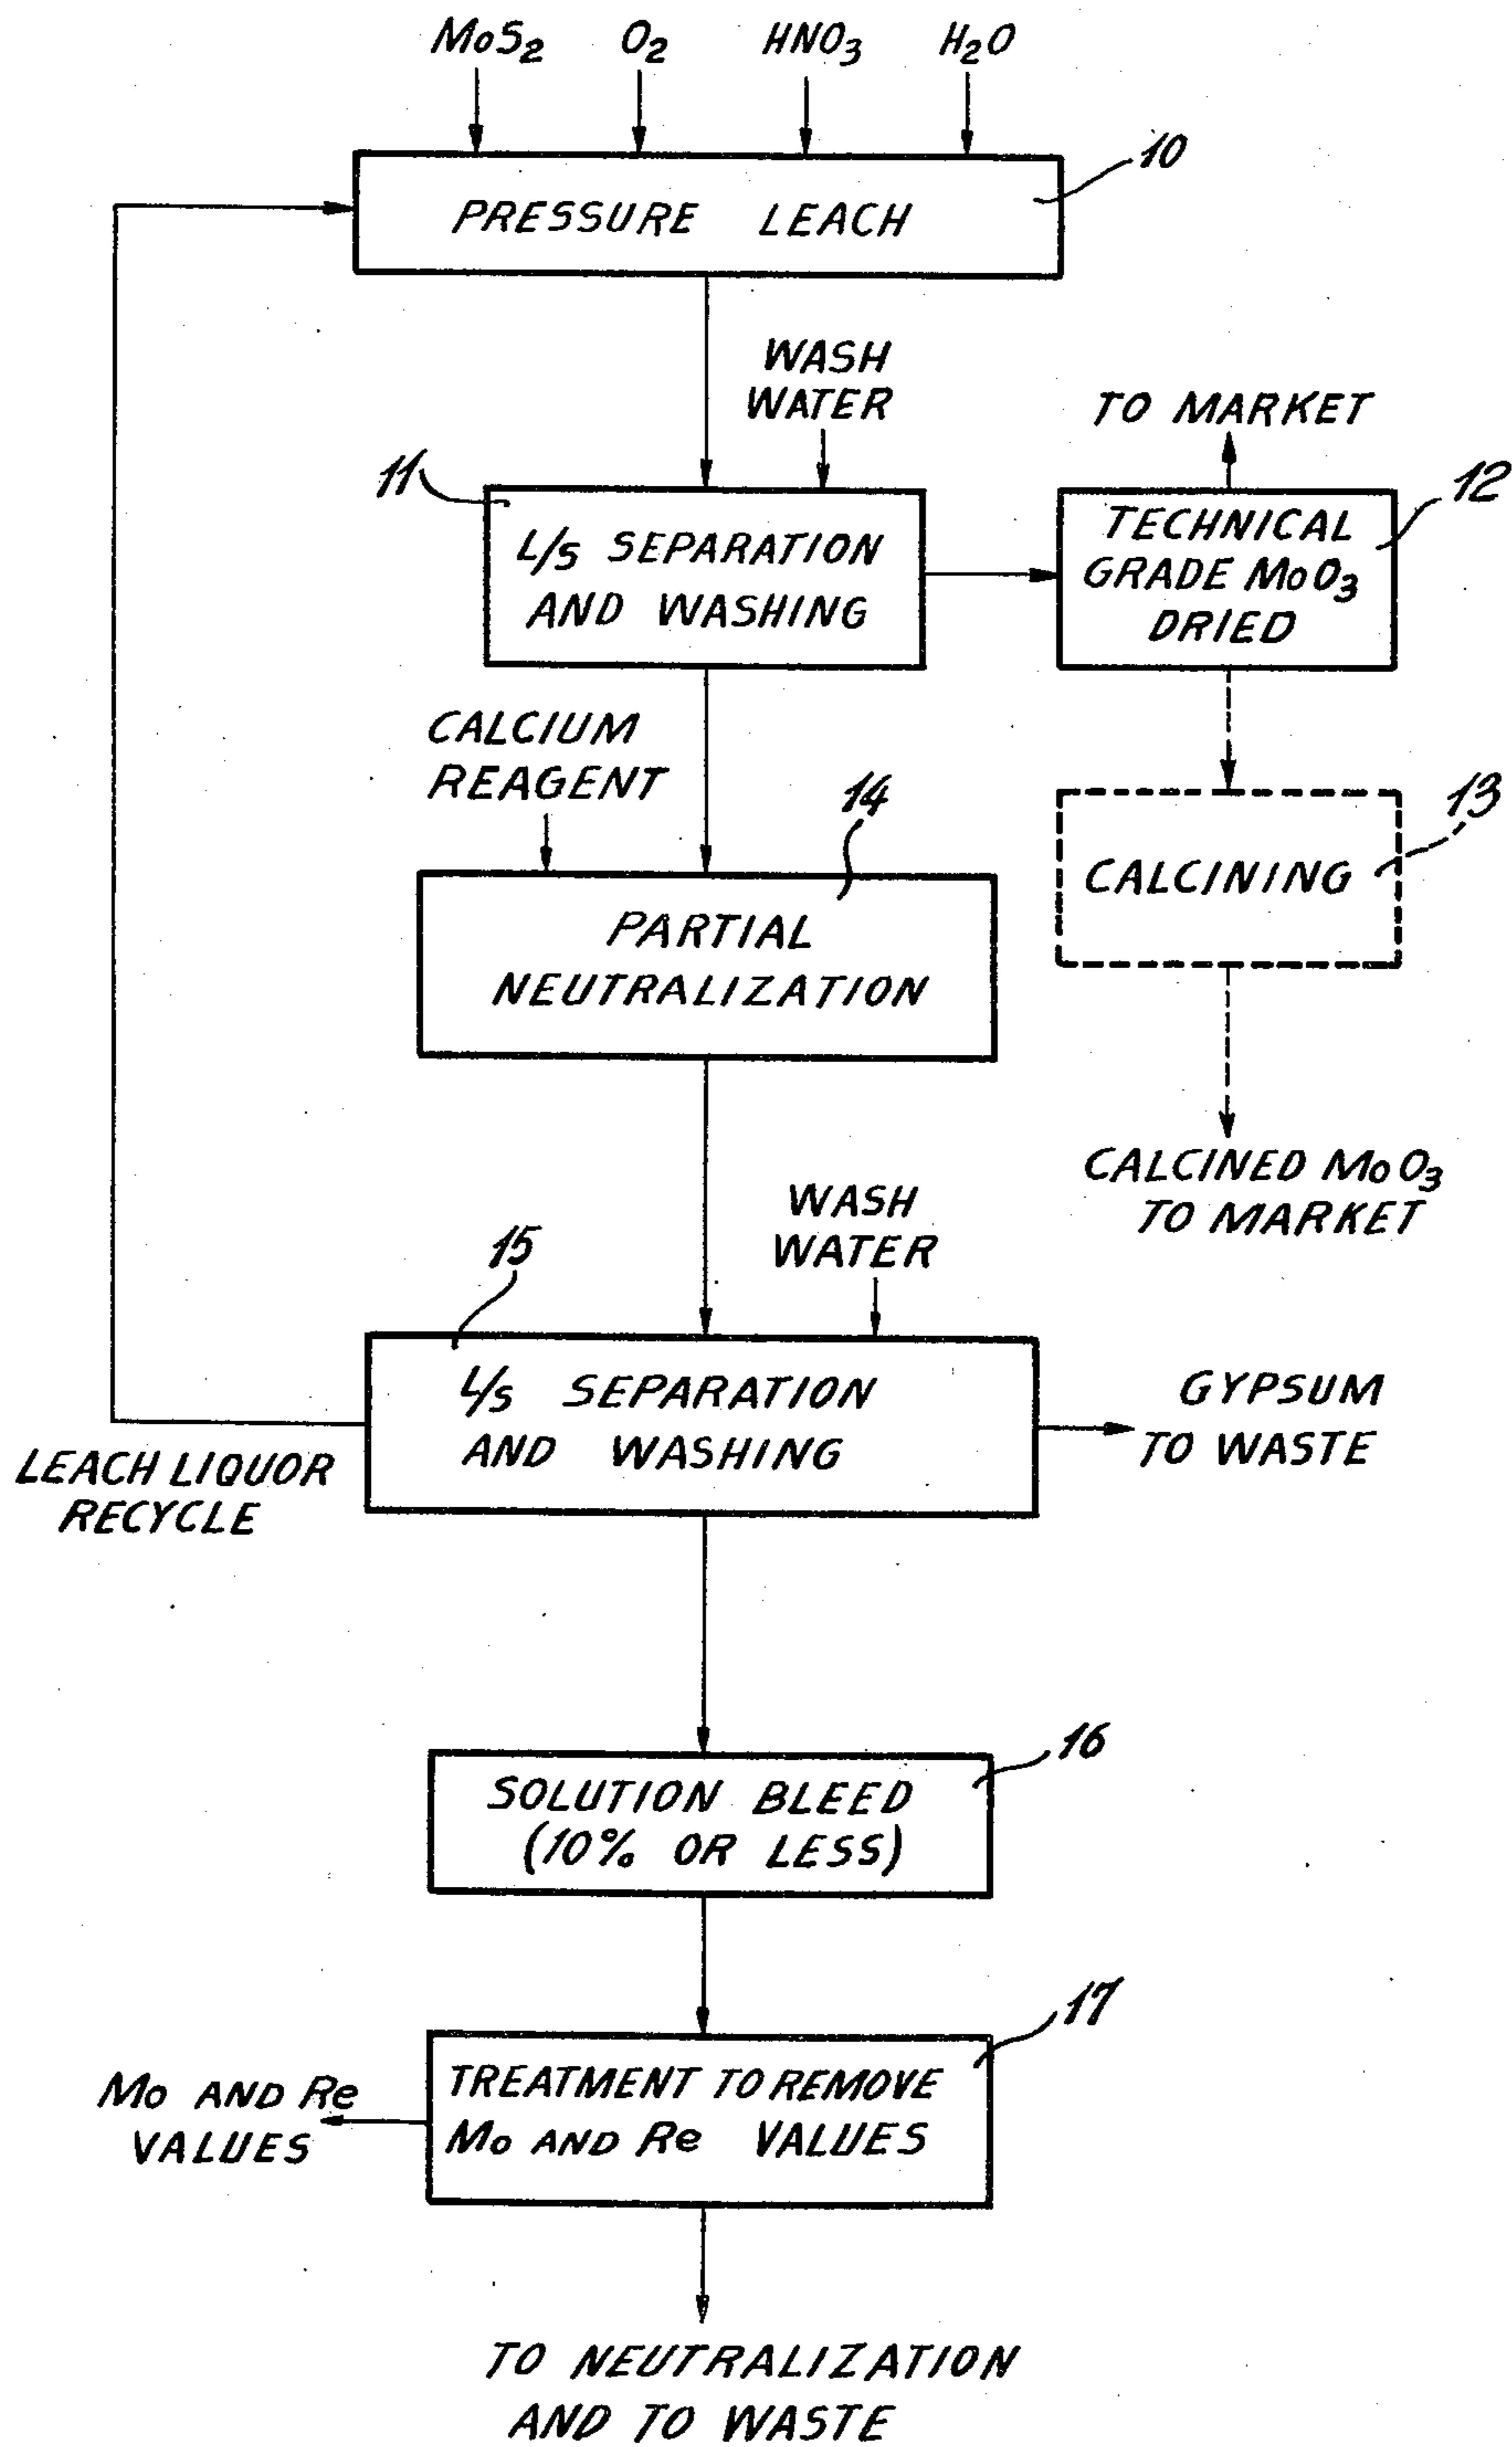 MoS2 O2 HNO3 H2O
10
PRESSURE LEACH
WASH
WATER
TO MARKET
11
12
L/S SEPARATION
AND WASHING
TECHNICAL
GRADE MoO3
DRIED
CALCIUM
REAGENT
14
13
CALCINING
PARTIAL
NEUTRALIZATION
CALCINED MoO3
TO MARKET
WASH
WATER
15
L/S SEPARATION
AND WASHING
GYPSUM
TO WASTE
LEACH LIQUOR
RECYCLE
16
SOLUTION BLEED
(10% OR LESS)
17
TREATMENT TO REMOVE
Mo AND Re VALUES
Mo AND Re
VALUES
TO NEUTRALIZATION
AND TO WASTE